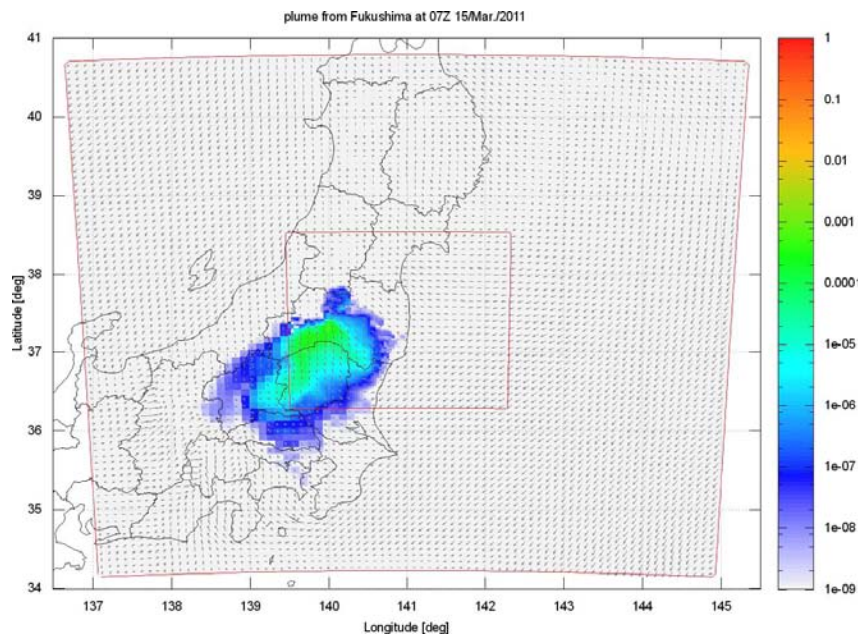 plume from Fukushima at 07Z 15/Mar./2011
41
40
39
38
37
36
35
34
Latitude [deg]
137
138
139
140
141
142
143
144
145
Longitude [deg]
1
0.1
0.01
0.001
0.0001
1e-05
1e-06
1e-07
1e-08
1e-09